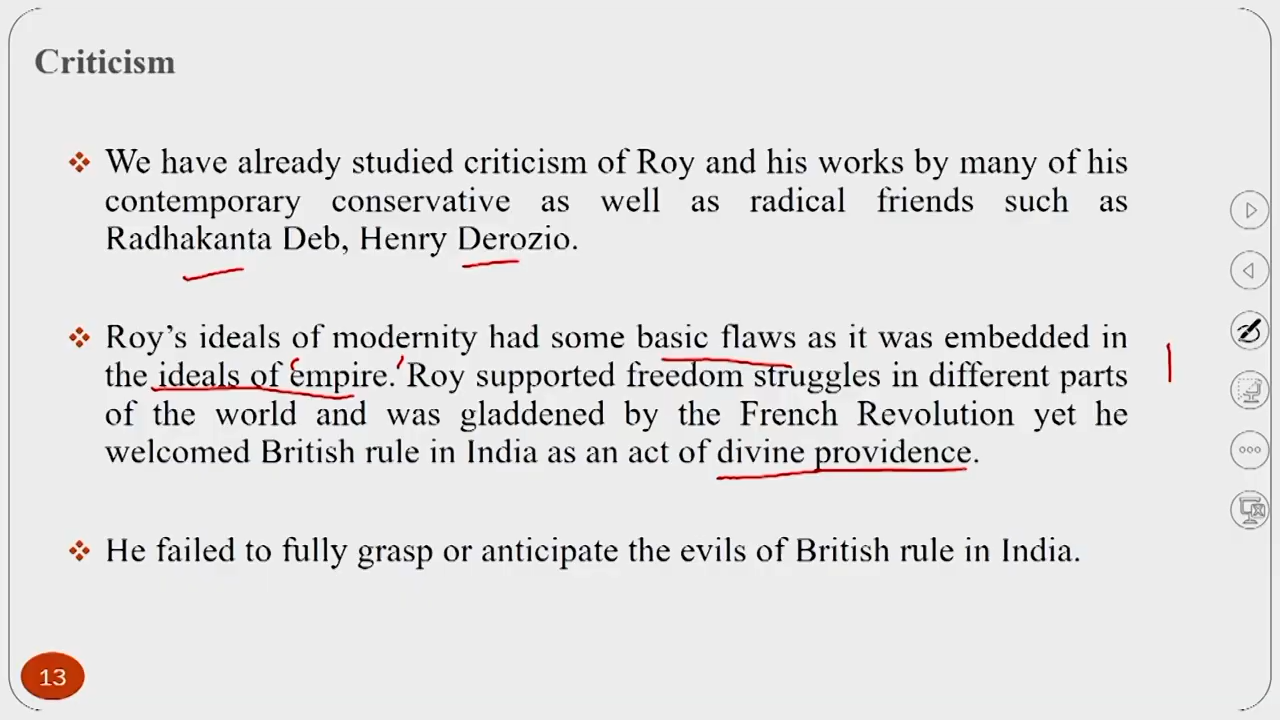 Criticism
We have already studied criticism of Roy and his works by many of his
contemporary conservative as well as radical friends such as
Radhakanta Deb, Henry Derozio.
Roy's ideals of modernity had some basic flaws as it was embedded in
the ideals of 'empire.' Roy supported freedom struggles in different parts
of the world and was gladdened by the French Revolution yet he
welcomed British rule in India as an act of divine providence.
He failed to fully grasp or anticipate the evils of British rule in India.
13